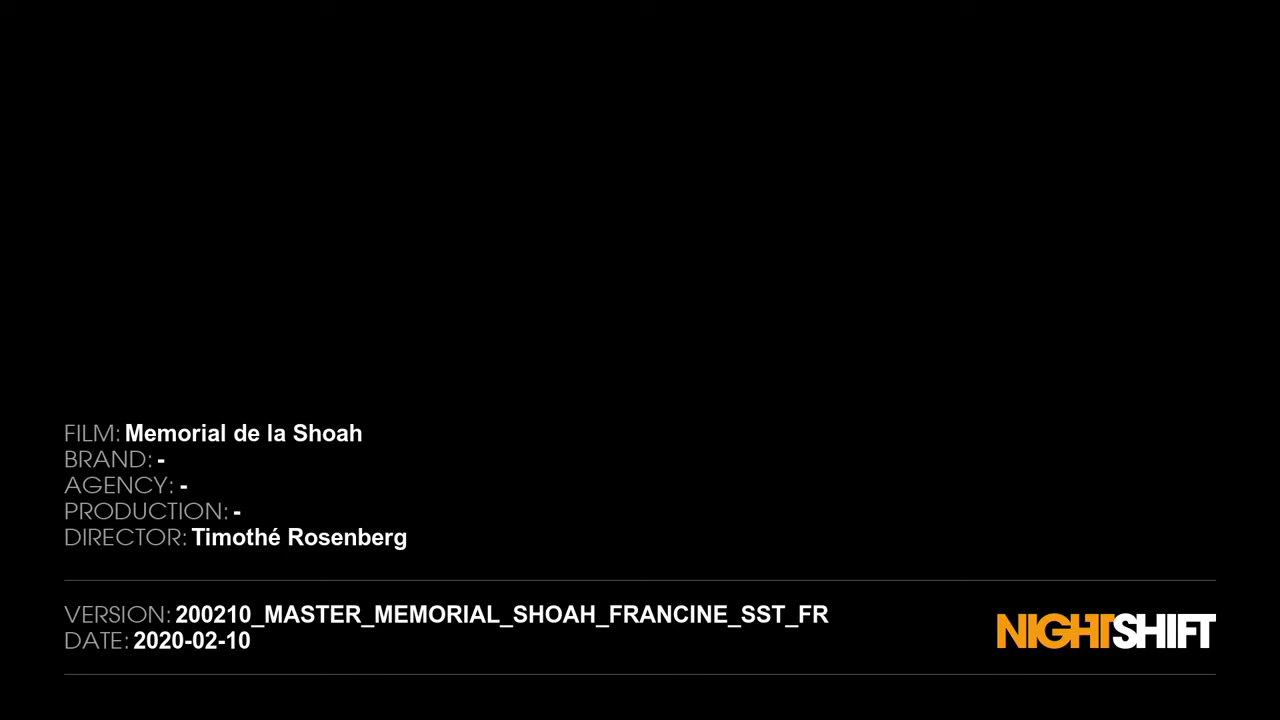 FILM: Memorial de la Shoah
BRAND: -
AGENCY: -
PRODUCTION: -
DIRECTOR: Timothé Rosenberg
VERSION: 200210_MASTER_MEMORIAL_SHOAH_FRANCINE_SST_FR
DATE: 2020-02-10
NIGHTSHIFT